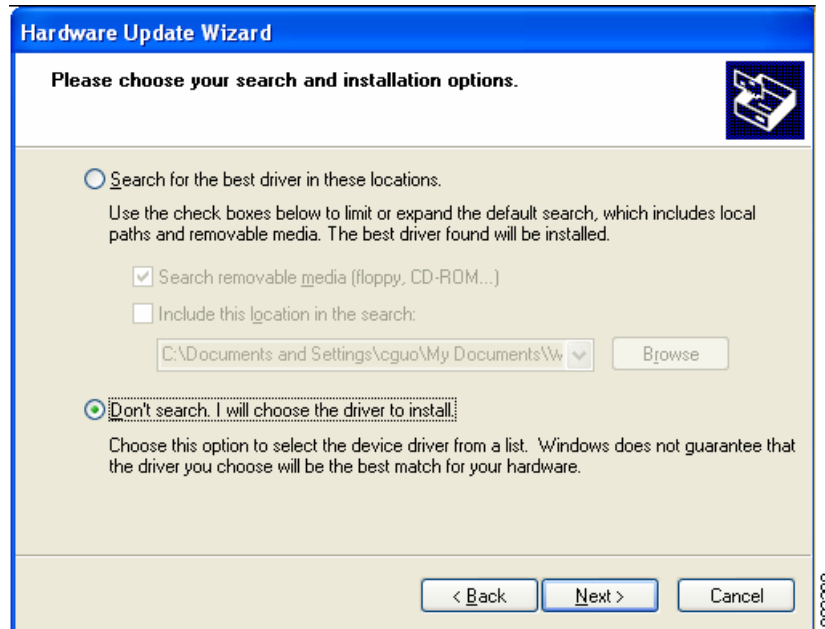 Hardware Update Wizard
Please choose your search and installation options.
Search for the best driver in these locations.
Use the check boxes below to limit or expand the default search, which includes local
paths and removable media. The best driver found will be installed.
Search removable media (floppy, CD-ROM...)
Include this location in the search:
C:\Documents and Settings\cguo\My Documents\W
Browse
Don't search. I will choose the driver to install.
Choose this option to select the device driver from a list. Windows does not guarantee that
the driver you choose will be the best match for your hardware.
< Back
Next >
Cancel